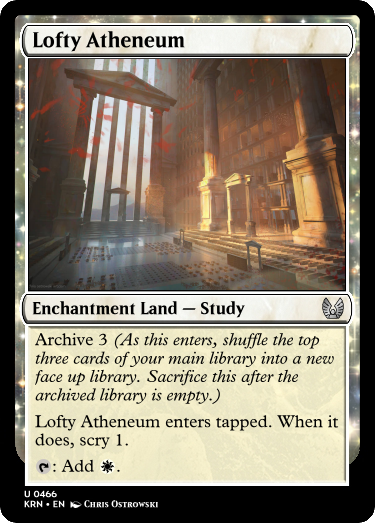 Lofty Atheneum
Enchantment Land — Study
Archive 3 (As this enters, shuffle the top
three cards of your main library into a new
face up library. Sacrifice this after the
archived library is empty.)
Lofty Atheneum enters tapped. When it
does, scry 1.
: Add .
U 0466
KRN • EN Chris Ostrowski